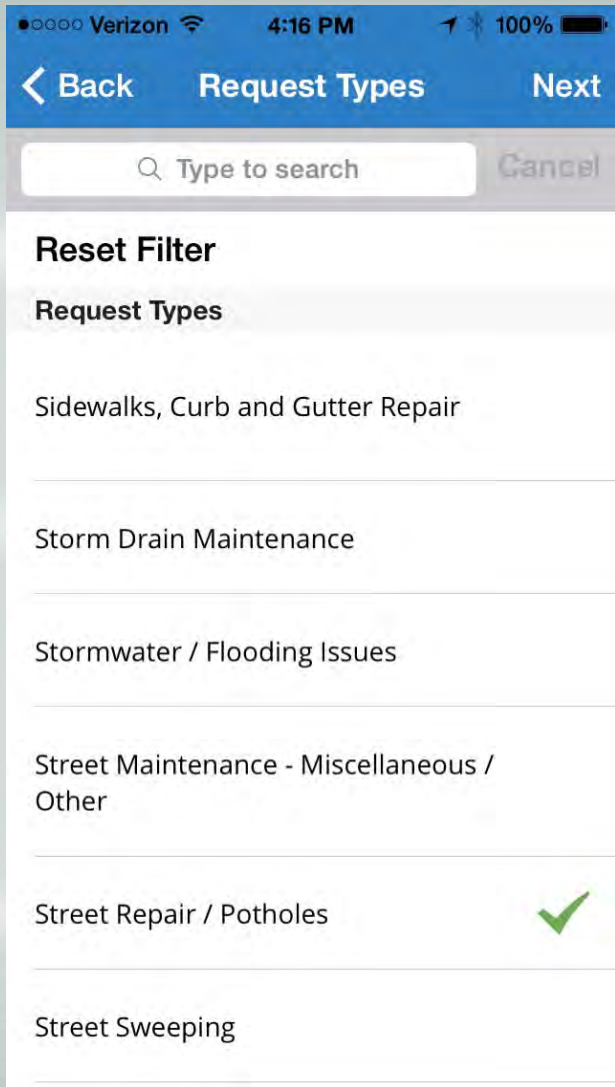 Verizon 4:16 PM 100%
Back Request Types Next
Type to search Cancel
Reset Filter
Request Types
Sidewalks, Curb and Gutter Repair
Storm Drain Maintenance
Stormwater / Flooding Issues
Street Maintenance - Miscellaneous /
Other
Street Repair / Potholes
Street Sweeping